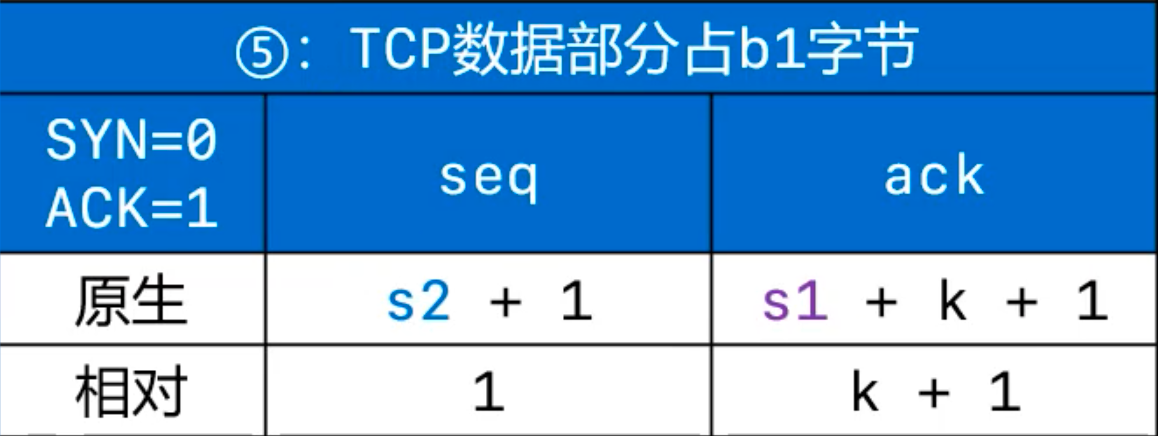 ⑤：TCP数据部分占b1字节
SYN=0
ACK=1
seq
ack
原生
s2 + 1
s1 + k + 1
相对
1
k + 1